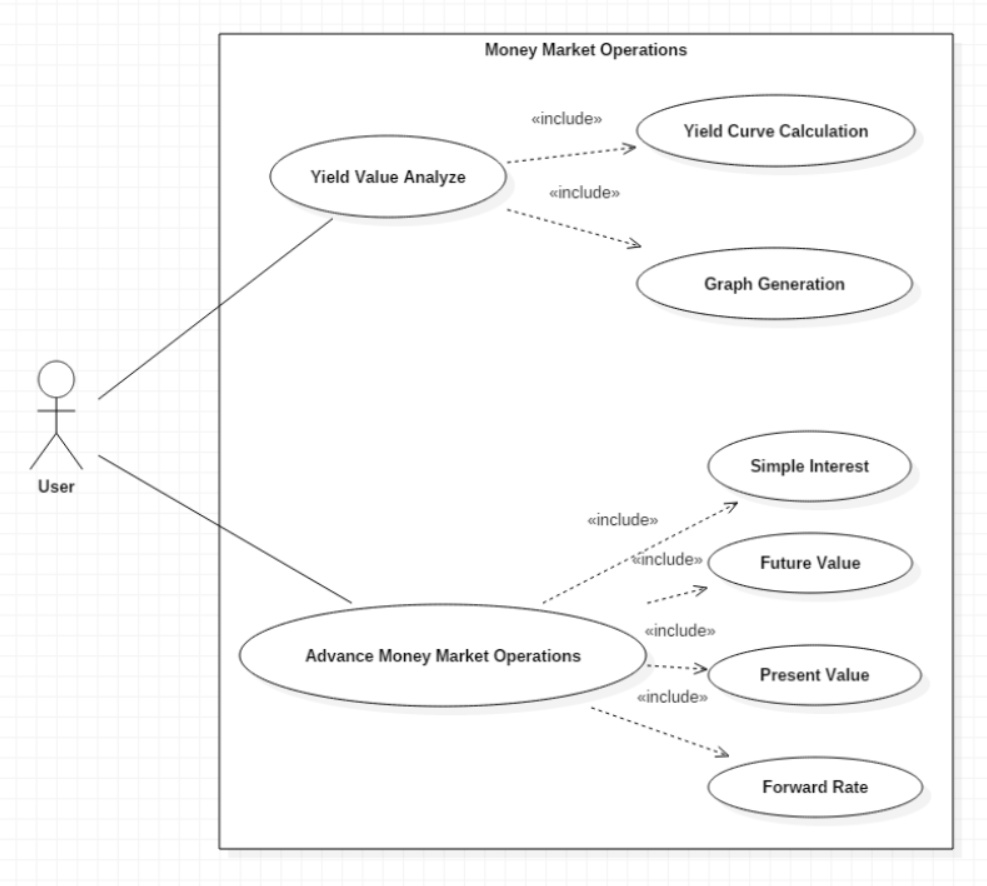 Money Market Operations
«include»
Yield Curve Calculation
Yield Value Analyze
«include»
Graph Generation
User
Simple Interest
«include»
«include»
Future Value
«include»
Advance Money Market Operations
Present Value
«include»
Forward Rate